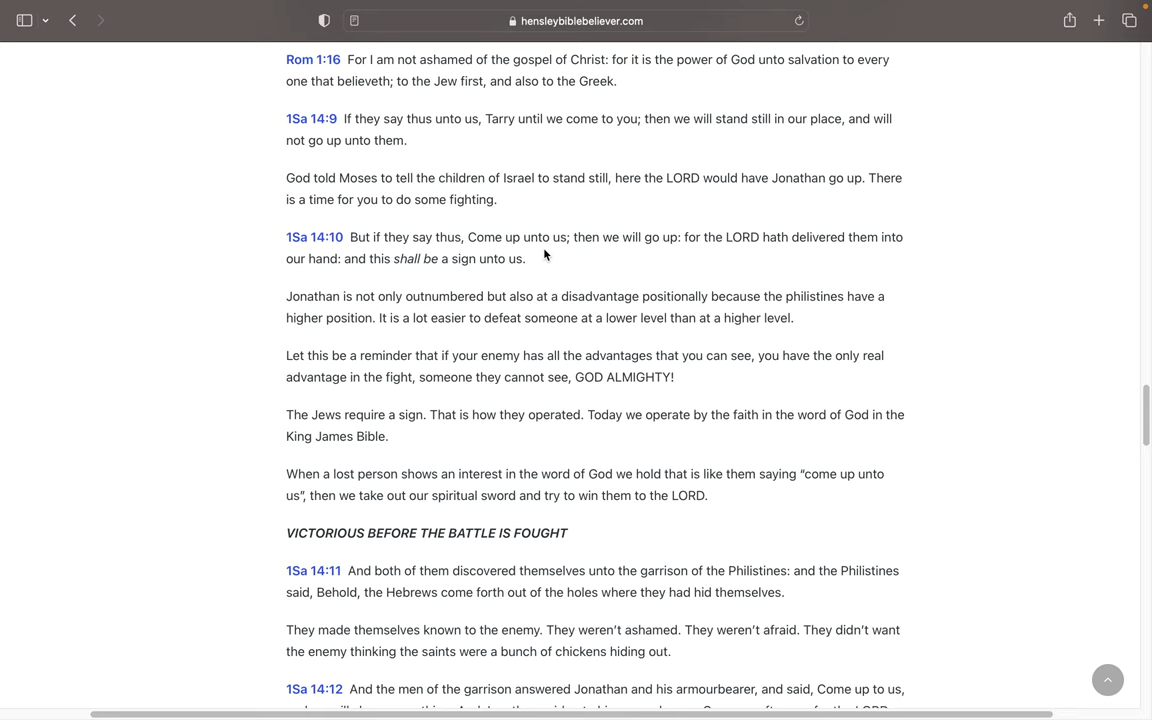 hensleybiblebeliever.com
Rom 1:16 For I am not ashamed of the gospel of Christ: for it is the power of God unto salvation to every
one that believeth; to the Jew first, and also to the Greek.
1Sa 14:9 If they say thus unto us, Tarry until we come to you; then we will stand still in our place, and will
not go up unto them.
God told Moses to tell the children of Israel to stand still, here the LORD would have Jonathan go up. There
is a time for you to do some fighting.
1Sa 14:10 But if they say thus, Come up unto us; then we will go up: for the LORD hath delivered them into
our hand: and this shall be a sign unto us.
Jonathan is not only outnumbered but also at a disadvantage positionally because the philistines have a
higher position. It is a lot easier to defeat someone at a lower level than at a higher level.
Let this be a reminder that if your enemy has all the advantages that you can see, you have the only real
advantage in the fight, someone they cannot see, GOD ALMIGHTY!
The Jews require a sign. That is how they operated. Today we operate by the faith in the word of God in the
King James Bible.
When a lost person shows an interest in the word of God we hold that is like them saying “come up unto
us”, then we take out our spiritual sword and try to win them to the LORD.
VICTORIOUS BEFORE THE BATTLE IS FOUGHT
1Sa 14:11 And both of them discovered themselves unto the garrison of the Philistines: and the Philistines
said, Behold, the Hebrews come forth out of the holes where they had hid themselves.
They made themselves known to the enemy. They weren’t ashamed. They weren’t afraid. They didn’t want
the enemy thinking the saints were a bunch of chickens hiding out.
1Sa 14:12 And the men of the garrison answered Jonathan and his armourbearer, and said, Come up to us,